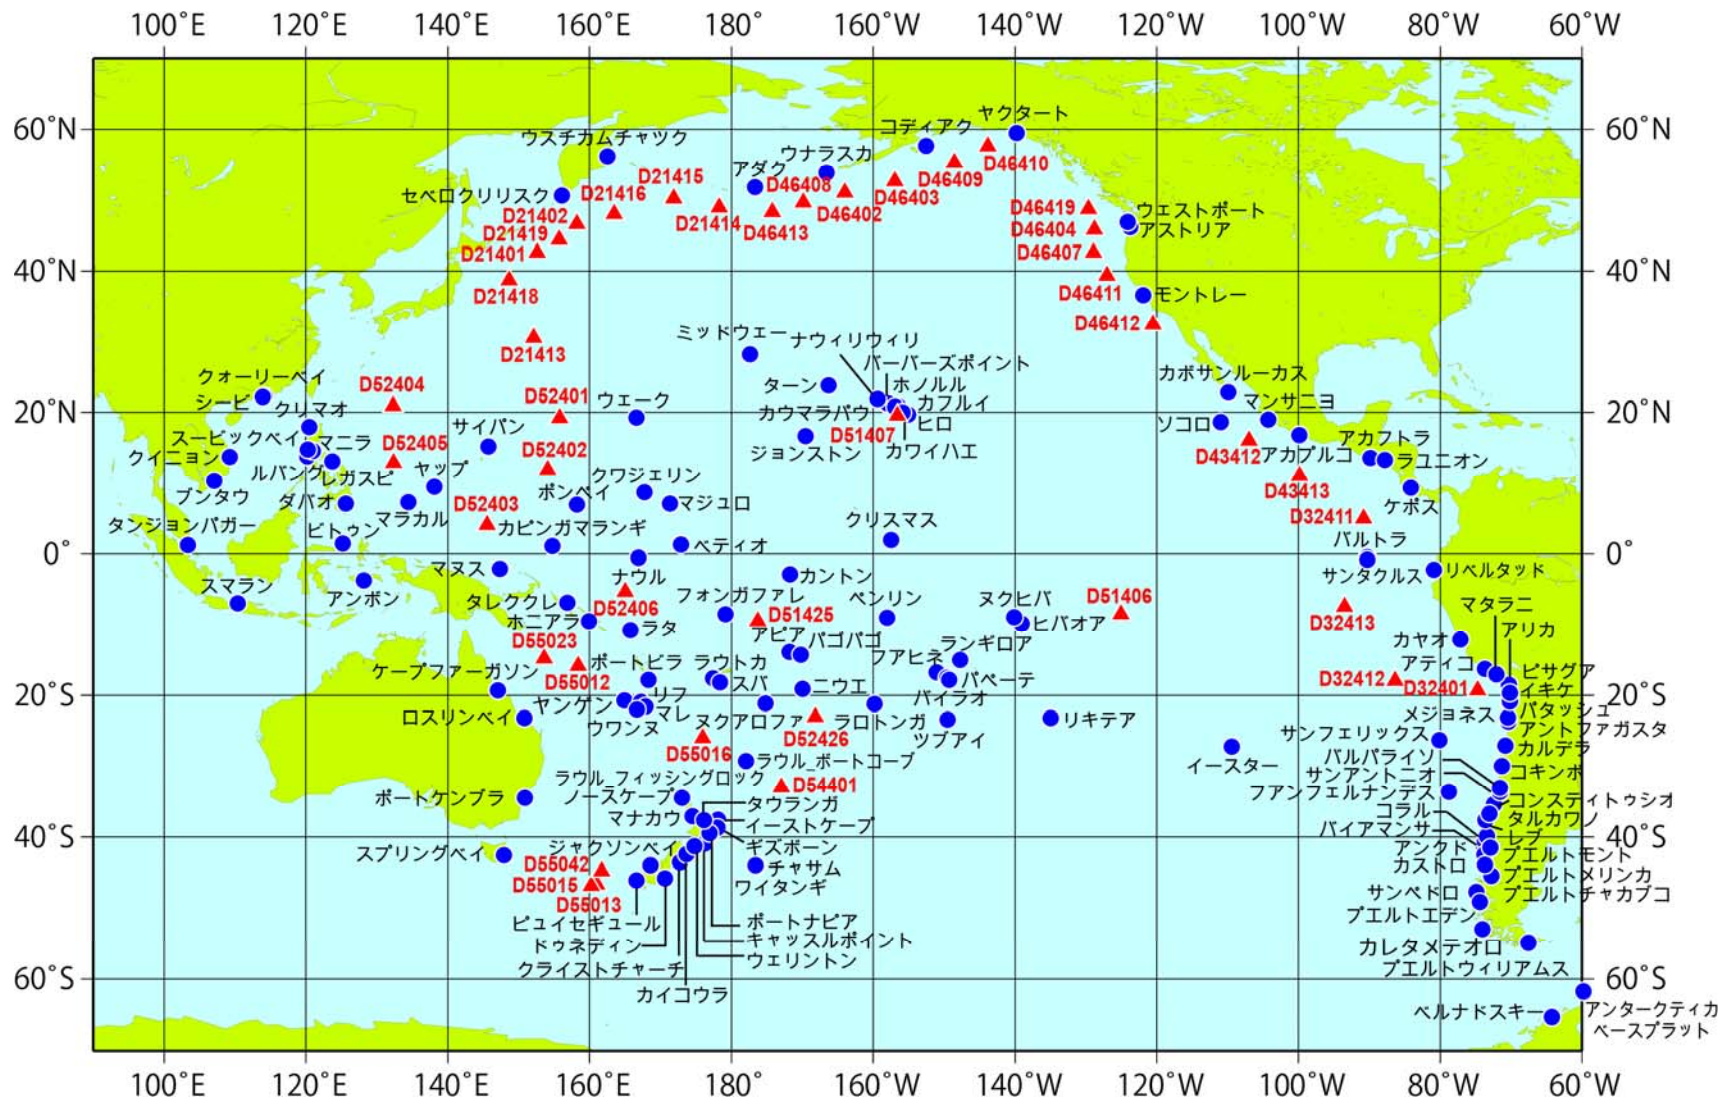 100°E 120°E 140°E 160°E 180° 160°W 140°W 120°W 100°W 80°W 60°W
60°N
60°N
ヤクタート
コディアク
ウスチカムチャツク
ウナラスカ
D46410
アダク
D46409
D21415
D46408
D46403
セベロクリリスク
D21416
D46402
D21402
D21414
D46413
D46419
ウェストポート
D21419
D46404
アストリア
D21401
D46407
40°N
40°N
D21418
D46411
モントレー
D46412
D21413
ミッドウェー
ナウィリウィリ
バーバーズポイント
クォーリーベイ
D52404
ターン
ホノルル
カボサンルーカス
シービ
D52401
ウェーク
カフルイ
マンサニヨ
クリマオ
カウマラパウ
20°N
20°N
ヒロ
ソコロ
スービックベイ
マニラ
D52405
サイパン
D51407
アカフトラ
クイニョン
D52402
ジョンストン
カワイハエ
D43412
アカプルコ
ラユニオン
ルバング
レガスピ
ヤップ
クワジェリン
D43413
ブンタウ
ダバオ
D52403
ポンペイ
マジュロ
ケポス
マラカル
D32411
タンジョンパガー
ビトゥン
カピンガマランギ
クリスマス
バルトラ
0°
ベティオ
0°
マヌス
ナウル
カントン
サンタクルス
リベルタッド
スマラン
アンボン
タレククレ
D52406
フォンガファレ
ペンリン
ヌクヒバ
D51406
マタラニ
ホニアラ
ラタ
D51425
ヒバオア
D32413
アリカ
D55023
アピア
パゴパゴ
ランギロア
カヤオ
ケープファーガソン
ポートビラ
ラウトカ
フアヒネ
アティコ
ピサグア
D55012
スバ
ニウエ
パペーテ
D32412
D32401
イキケ
20°S
20°S
ヤンゲン
リフ
バイラオ
パタッシュ
ロスリンベイ
マレ
メジョネス
ウワンヌ
ヌクアロファ
ラロトンガ
リキテア
アントファガスタ
D55016
D52426
ツブアイ
サンフェリックス
カルデラ
ラウル_ボートコーブ
イースター
バルパライソ
ラウル_フィッシングロック
D54401
サンアントニオ
コキンボ
ポートケンブラ
ノースケープ
ファンフェルナンデス
コンスティトゥシオ
タウランガ
コラル
タルカワノ
マナカウ
イーストケープ
バイアマンサ
40°S
40°S
レブ
ジャクソンベイ
ギズボーン
アンクド
スプリングベイ
プエルトモント
D55042
チャサム
カストロ
プエルトメリンカ
D55015
ワイタンギ
サンペドロ
プエルトチャカブコ
D55013
プエルトエデン
ピュイセギュール
ポートナピア
ドゥネディン
キャッスルポイント
カレタメテオロ
クライストチャーチ
ウェリントン
プエルトウィリアムス
60°S
60°S
カイコウラ
ベルナドスキー
アンタークティカ
ベースプラット
100°E 120°E 140°E 160°E 180° 160°W 140°W 120°W 100°W 80°W 60°W